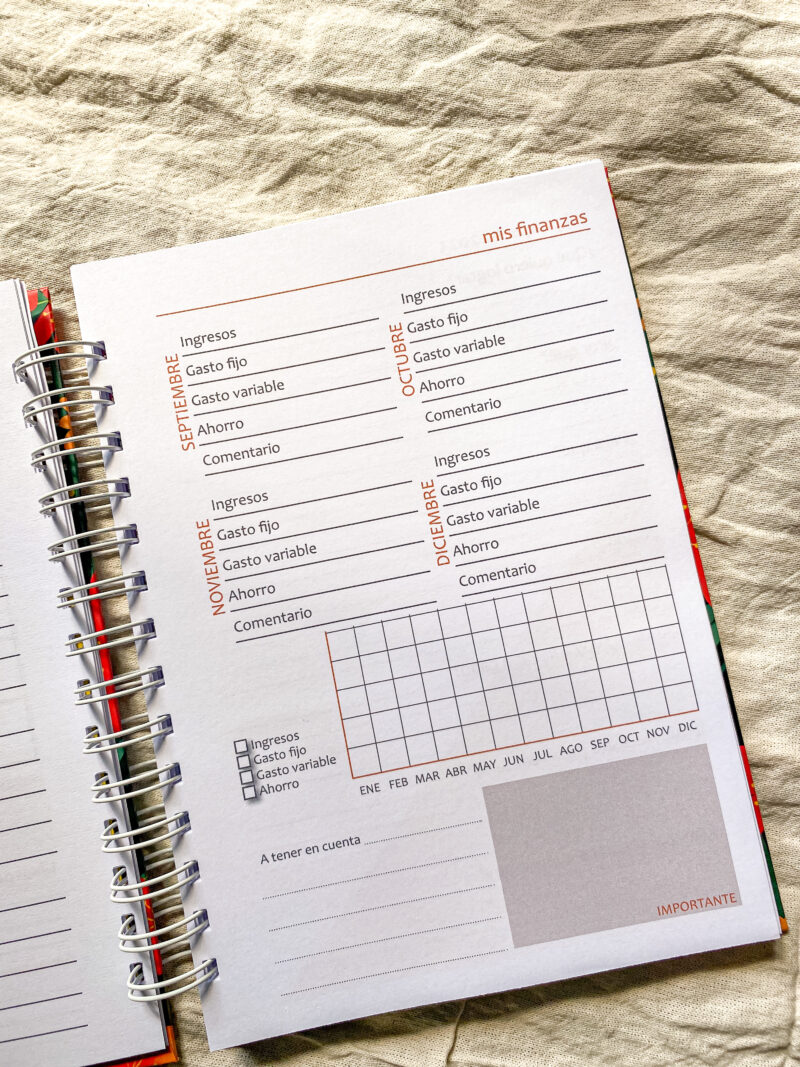 mis finanzas
SEPTIEMBRE
Ingresos
Gasto fijo
Gasto variable
Ahorro
Comentario
OCTUBRE
Ingresos
Gasto fijo
Gasto variable
Ahorro
Comentario
NOVIEMBRE
Ingresos
Gasto fijo
Gasto variable
Ahorro
Comentario
DICIEMBRE
Ingresos
Gasto fijo
Gasto variable
Ahorro
Comentario
Ingresos
Gasto fijo
Gasto variable
Ahorro
ENE FEB MAR ABR MAY JUN JUL AGO SEP OCT NOV DIC
A tener en cuenta
IMPORTANTE